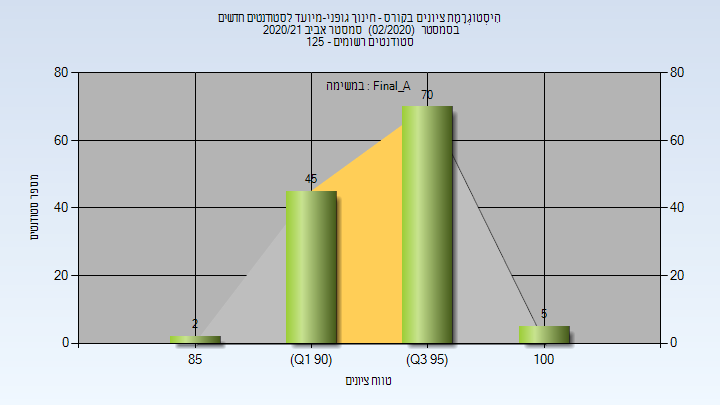 היסטוגרמת ציונים בקורס - חינוך גופני-מיועד לסטודנטים חדשים
בסמסטר (02/2020) סמסטר אביב 2020/21
סטודנטים רשומים - 125
במשימה : Final_A
80
60
40
20
0
80
60
40
20
0
מספר סטודנטים
2
45
70
5
85
(Q1 90)
(Q3 95)
100
טווח ציונים